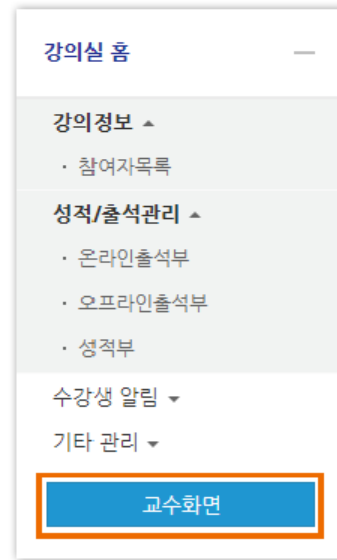 강의실 홈
강의정보
· 참여자목록
성적/출석관리
· 온라인출석부
· 오프라인출석부
· 성적부
수강생 알림
기타 관리
교수화면